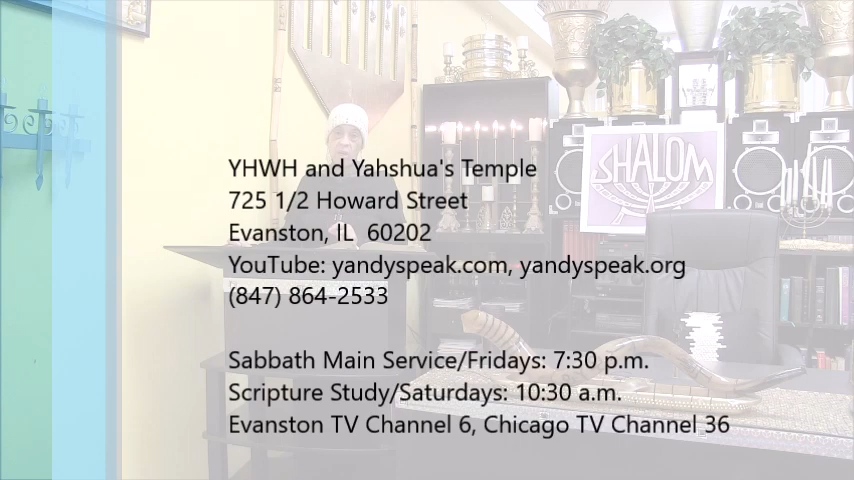 SHALOM
YHWH and Yahshua's Temple
725 1/2 Howard Street
Evanston, IL  60202
YouTube: yandyspeak.com, yandyspeak.org
(847) 864-2533
Sabbath Main Service/Fridays: 7:30 p.m.
Scripture Study/Saturdays: 10:30 a.m.
Evanston TV Channel 6, Chicago TV Channel 36